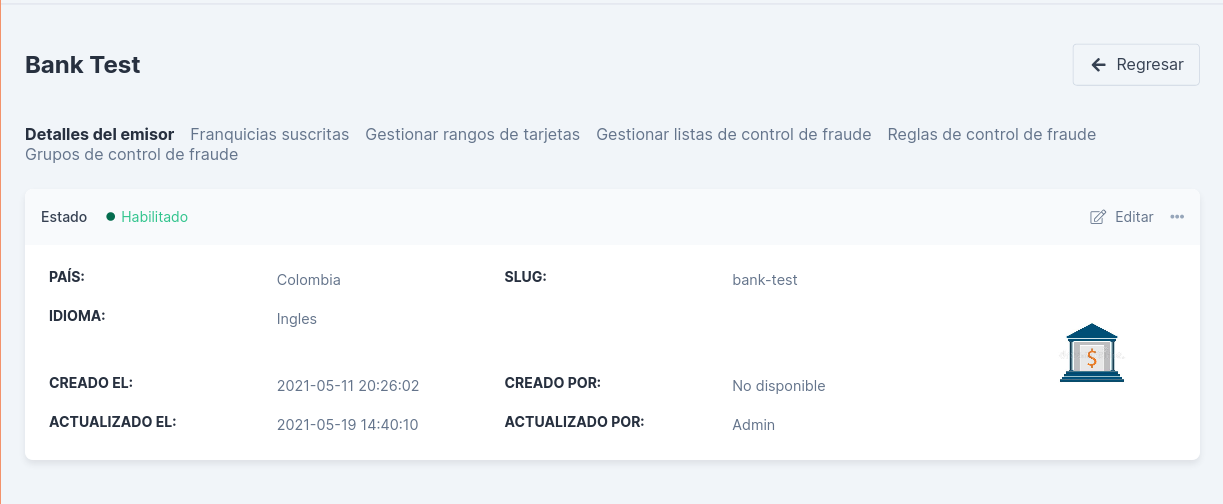 Bank Test
Regresar
Detalles del emisor Franquicias suscritas Gestionar rangos de tarjetas Gestionar listas de control de fraude Reglas de control de fraude
Grupos de control de fraude
Estado Habilitado Editar
PAÍS: Colombia SLUG: bank-test
IDIOMA: Ingles
$
CREADO EL: 2021-05-11 20:26:02 CREADO POR: No disponible
ACTUALIZADO EL: 2021-05-19 14:40:10 ACTUALIZADO POR: Admin